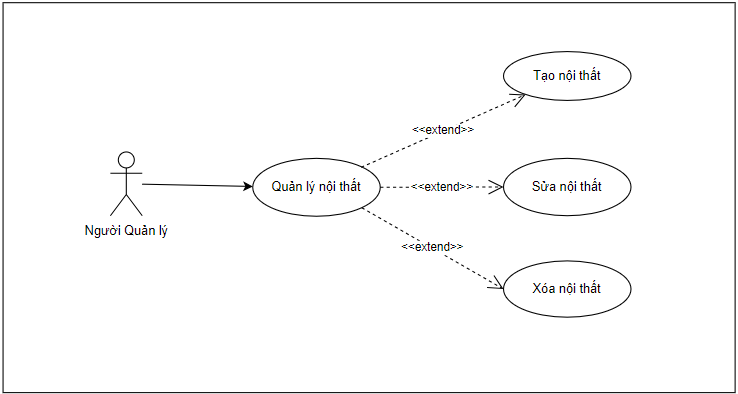 Tạo nội thất
<<extend>>
Quản lý nội thất
<<extend>>
Sửa nội thất
Người Quản lý
<<extend>>
Xóa nội thất